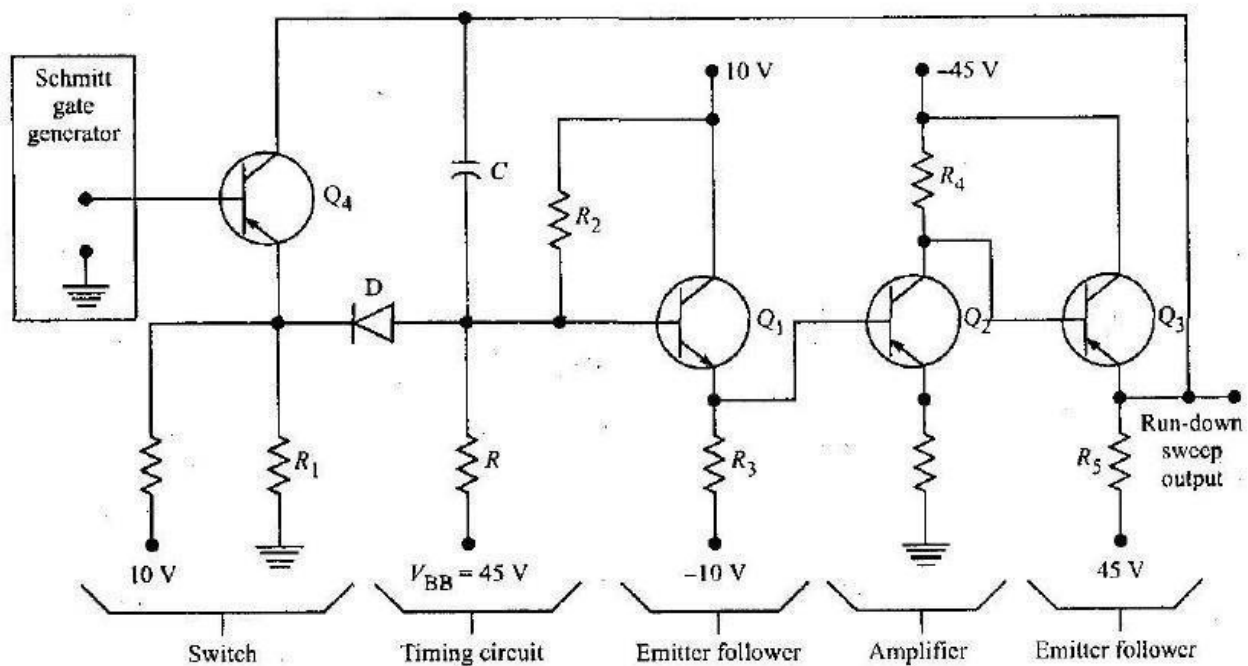 10 V
–45 V
Schmitt
gate
generator
Q4
C
R2
R4
D
Q1
Q2
Q3
R1
R
R3
R5
Run-down
sweep
output
10 V
VBB = 45 V
–10 V
45 V
Switch
Timing circuit
Emitter follower
Amplifier
Emitter follower